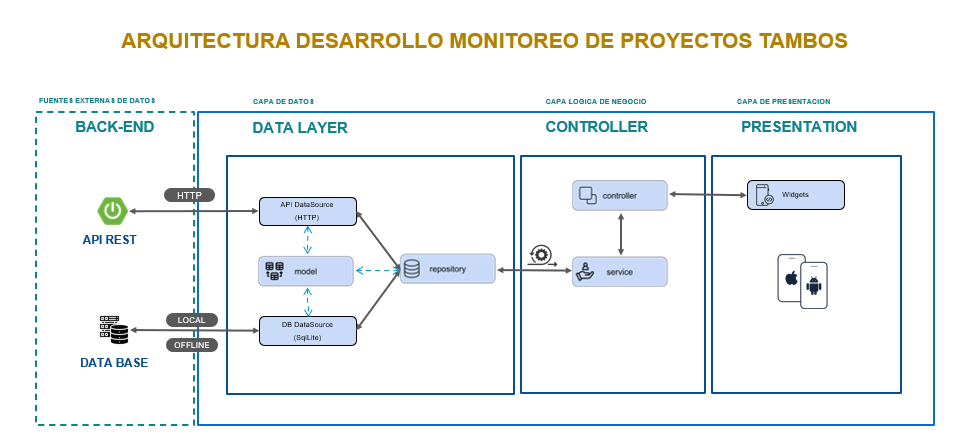 ARQUITECTURA DESARROLLO MONITOREO DE PROYECTOS TAMBOS
FUENTES EXTERNAS DE DATOS
CAPA DE DATOS
CAPA LOGICA DE NEGOCIO
CAPA DE PRESENTACION
BACK-END
DATA LAYER
CONTROLLER
PRESENTATION
HTTP
API REST
LOCAL
OFFLINE
DATA BASE
API DataSource
(HTTP)
model
DB DataSource
(SqlLite)
repository
controller
service
Widgets